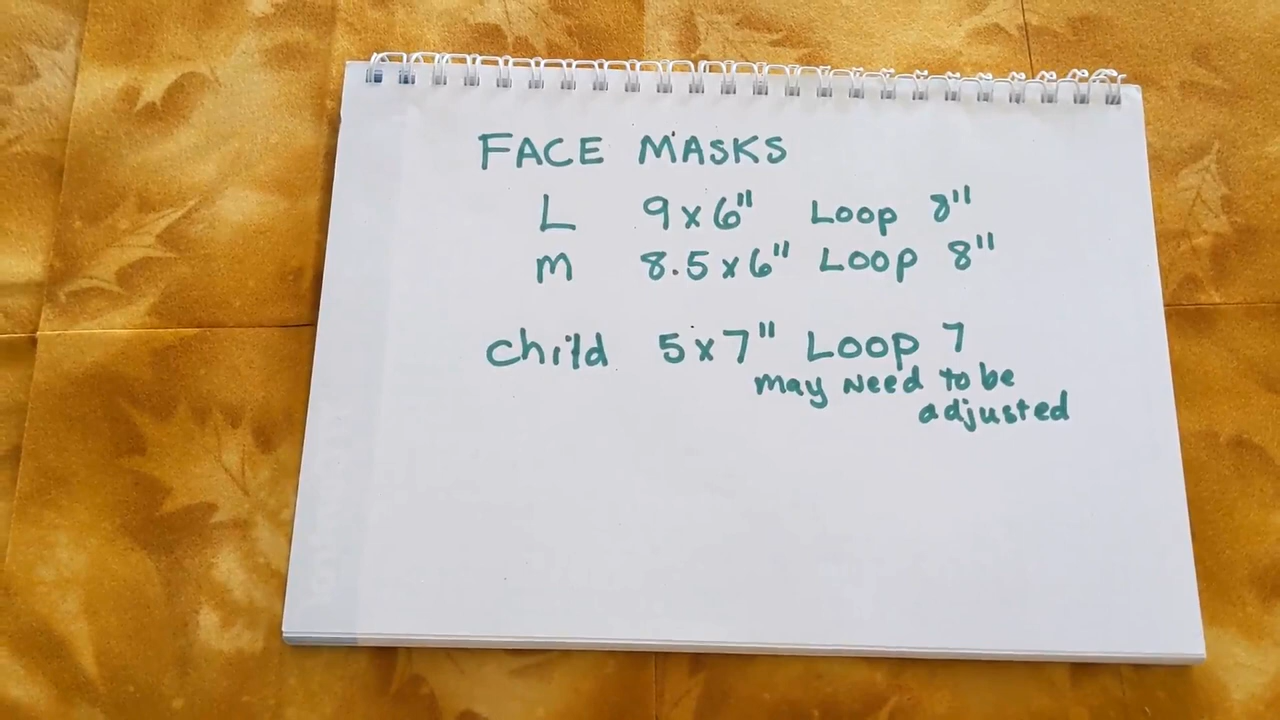 FACE MASKS
L 9x6" Loop 8"
m 8.5x6" Loop 8"
child 5x7" Loop 7
may need to be
adjusted